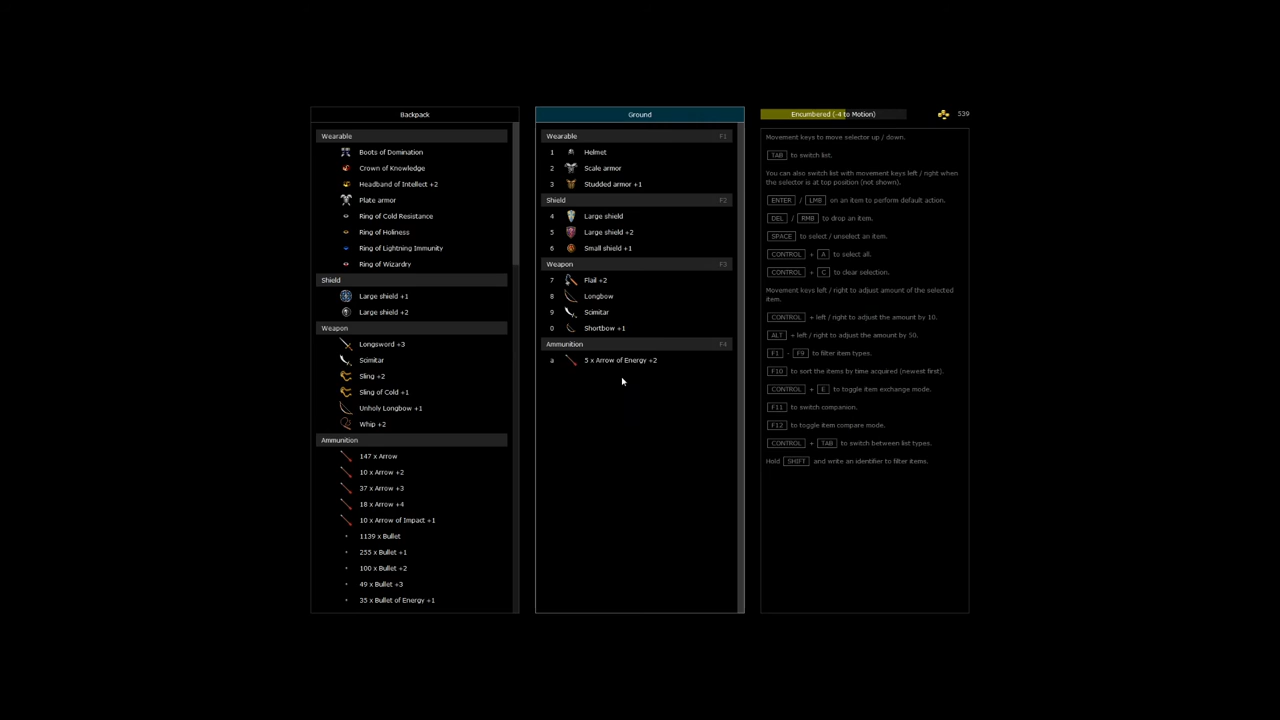 Backpack
Wearable
Boots of Domination
Crown of Knowledge
Headband of Intellect +2
Plate armor
Ring of Cold Resistance
Ring of Holiness
Ring of Lightning Immunity
Ring of Wizardry
Shield
Large shield +1
Large shield +2
Weapon
Longsword +3
Scimitar
Sling +2
Sling of Cold +1
Unholy Longbow +1
Whip +2
Ammunition
147 x Arrow
10 x Arrow +2
37 x Arrow +3
18 x Arrow +4
10 x Arrow of Impact +1
1139 x Bullet
255 x Bullet +1
100 x Bullet +2
49 x Bullet +3
35 x Bullet of Energy +1
Ground
Wearable F1
1 Helmet
2 Scale armor
3 Studded armor +1
Shield F2
4 Large shield
5 Large shield +2
6 Small shield +1
Weapon F3
7 Flail +2
8 Longbow
9 Scimitar
0 Shortbow +1
Ammunition F4
a 5 x Arrow of Energy +2
Encumbered (-4 to Motion) 539
Movement keys to move selector up / down.
TAB to switch list.
You can also switch list with movement keys left / right when
the selector is at top position (not shown).
ENTER / LMB on an item to perform default action.
DEL / RMB to drop an item.
SPACE to select / unselect an item.
CONTROL + A to select all.
CONTROL + C to clear selection.
Movement keys left / right to adjust amount of the selected
item.
CONTROL + left / right to adjust the amount by 10.
ALT + left / right to adjust the amount by 50.
F1 - F9 to filter item types.
F10 to sort the items by time acquired (newest first).
CONTROL + E to toggle item exchange mode.
F11 to switch companion.
F12 to toggle item compare mode.
CONTROL + TAB to switch between list types.
Hold SHIFT and write an identifier to filter items.